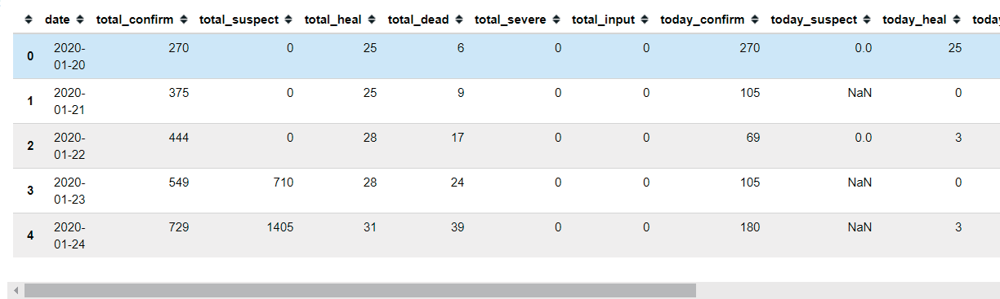 date total_confirm total_suspect total_heal total_dead total_severe total_input today_confirm today_suspect today_heal today
0 2020-01-20 270 0 25 6 0 0 270 0.0 25
1 2020-01-21 375 0 25 9 0 0 105 NaN 0
2 2020-01-22 444 0 28 17 0 0 69 0.0 3
3 2020-01-23 549 710 28 24 0 0 105 NaN 0
4 2020-01-24 729 1405 31 39 0 0 180 NaN 3